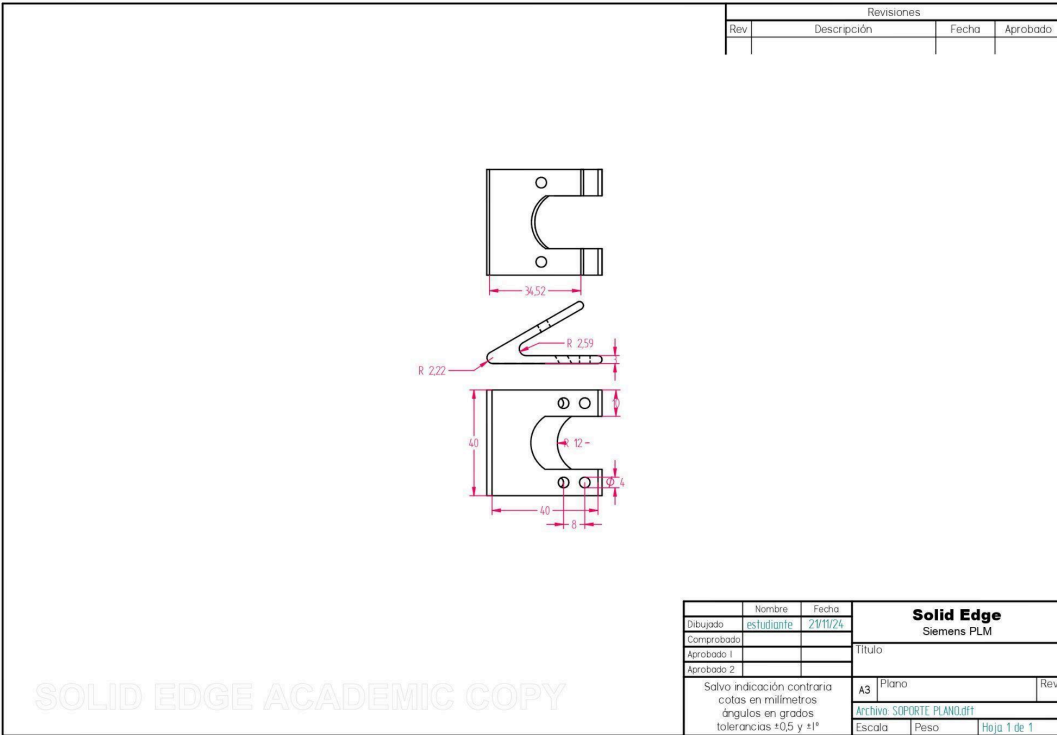 Revisiones
Rev Descripción Fecha Aprobado
34,52
R 2,59
R 2,22
3
40
10
R 12
Ø 4
40
8
Nombre Fecha
Dibujado estudiante 21/11/24
Comprobado
Aprobado 1
Aprobado 2
Solid Edge
Siemens PLM
Título
Salvo indicación contraria
cotas en milímetros
ángulos en grados
tolerancias ±0,5 y ±1º
A3 Plano Rev
Archivo: SOPORTE PLANO.dft
Escala Peso Hoja 1 de 1
SOLID EDGE ACADEMIC COPY